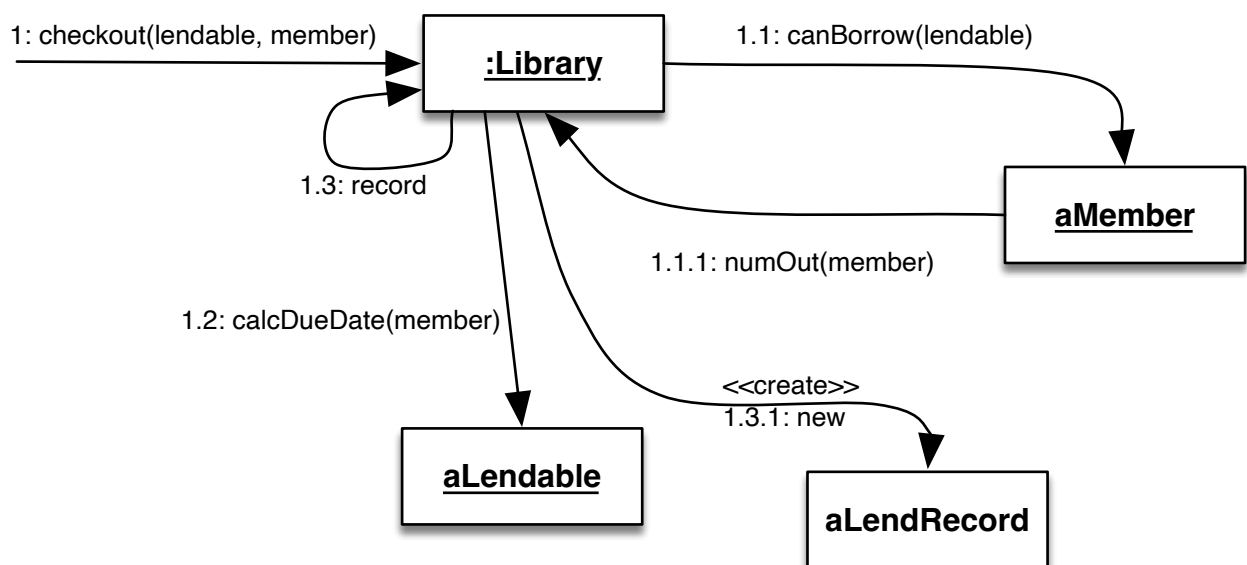 1: checkout(lendable, member)
1.1: canBorrow(lendable)
:Library
1.3: record
aMember
1.1.1: numOut(member)
1.2: calcDueDate(member)
<<create>>
1.3.1: new
aLendable
aLendRecord